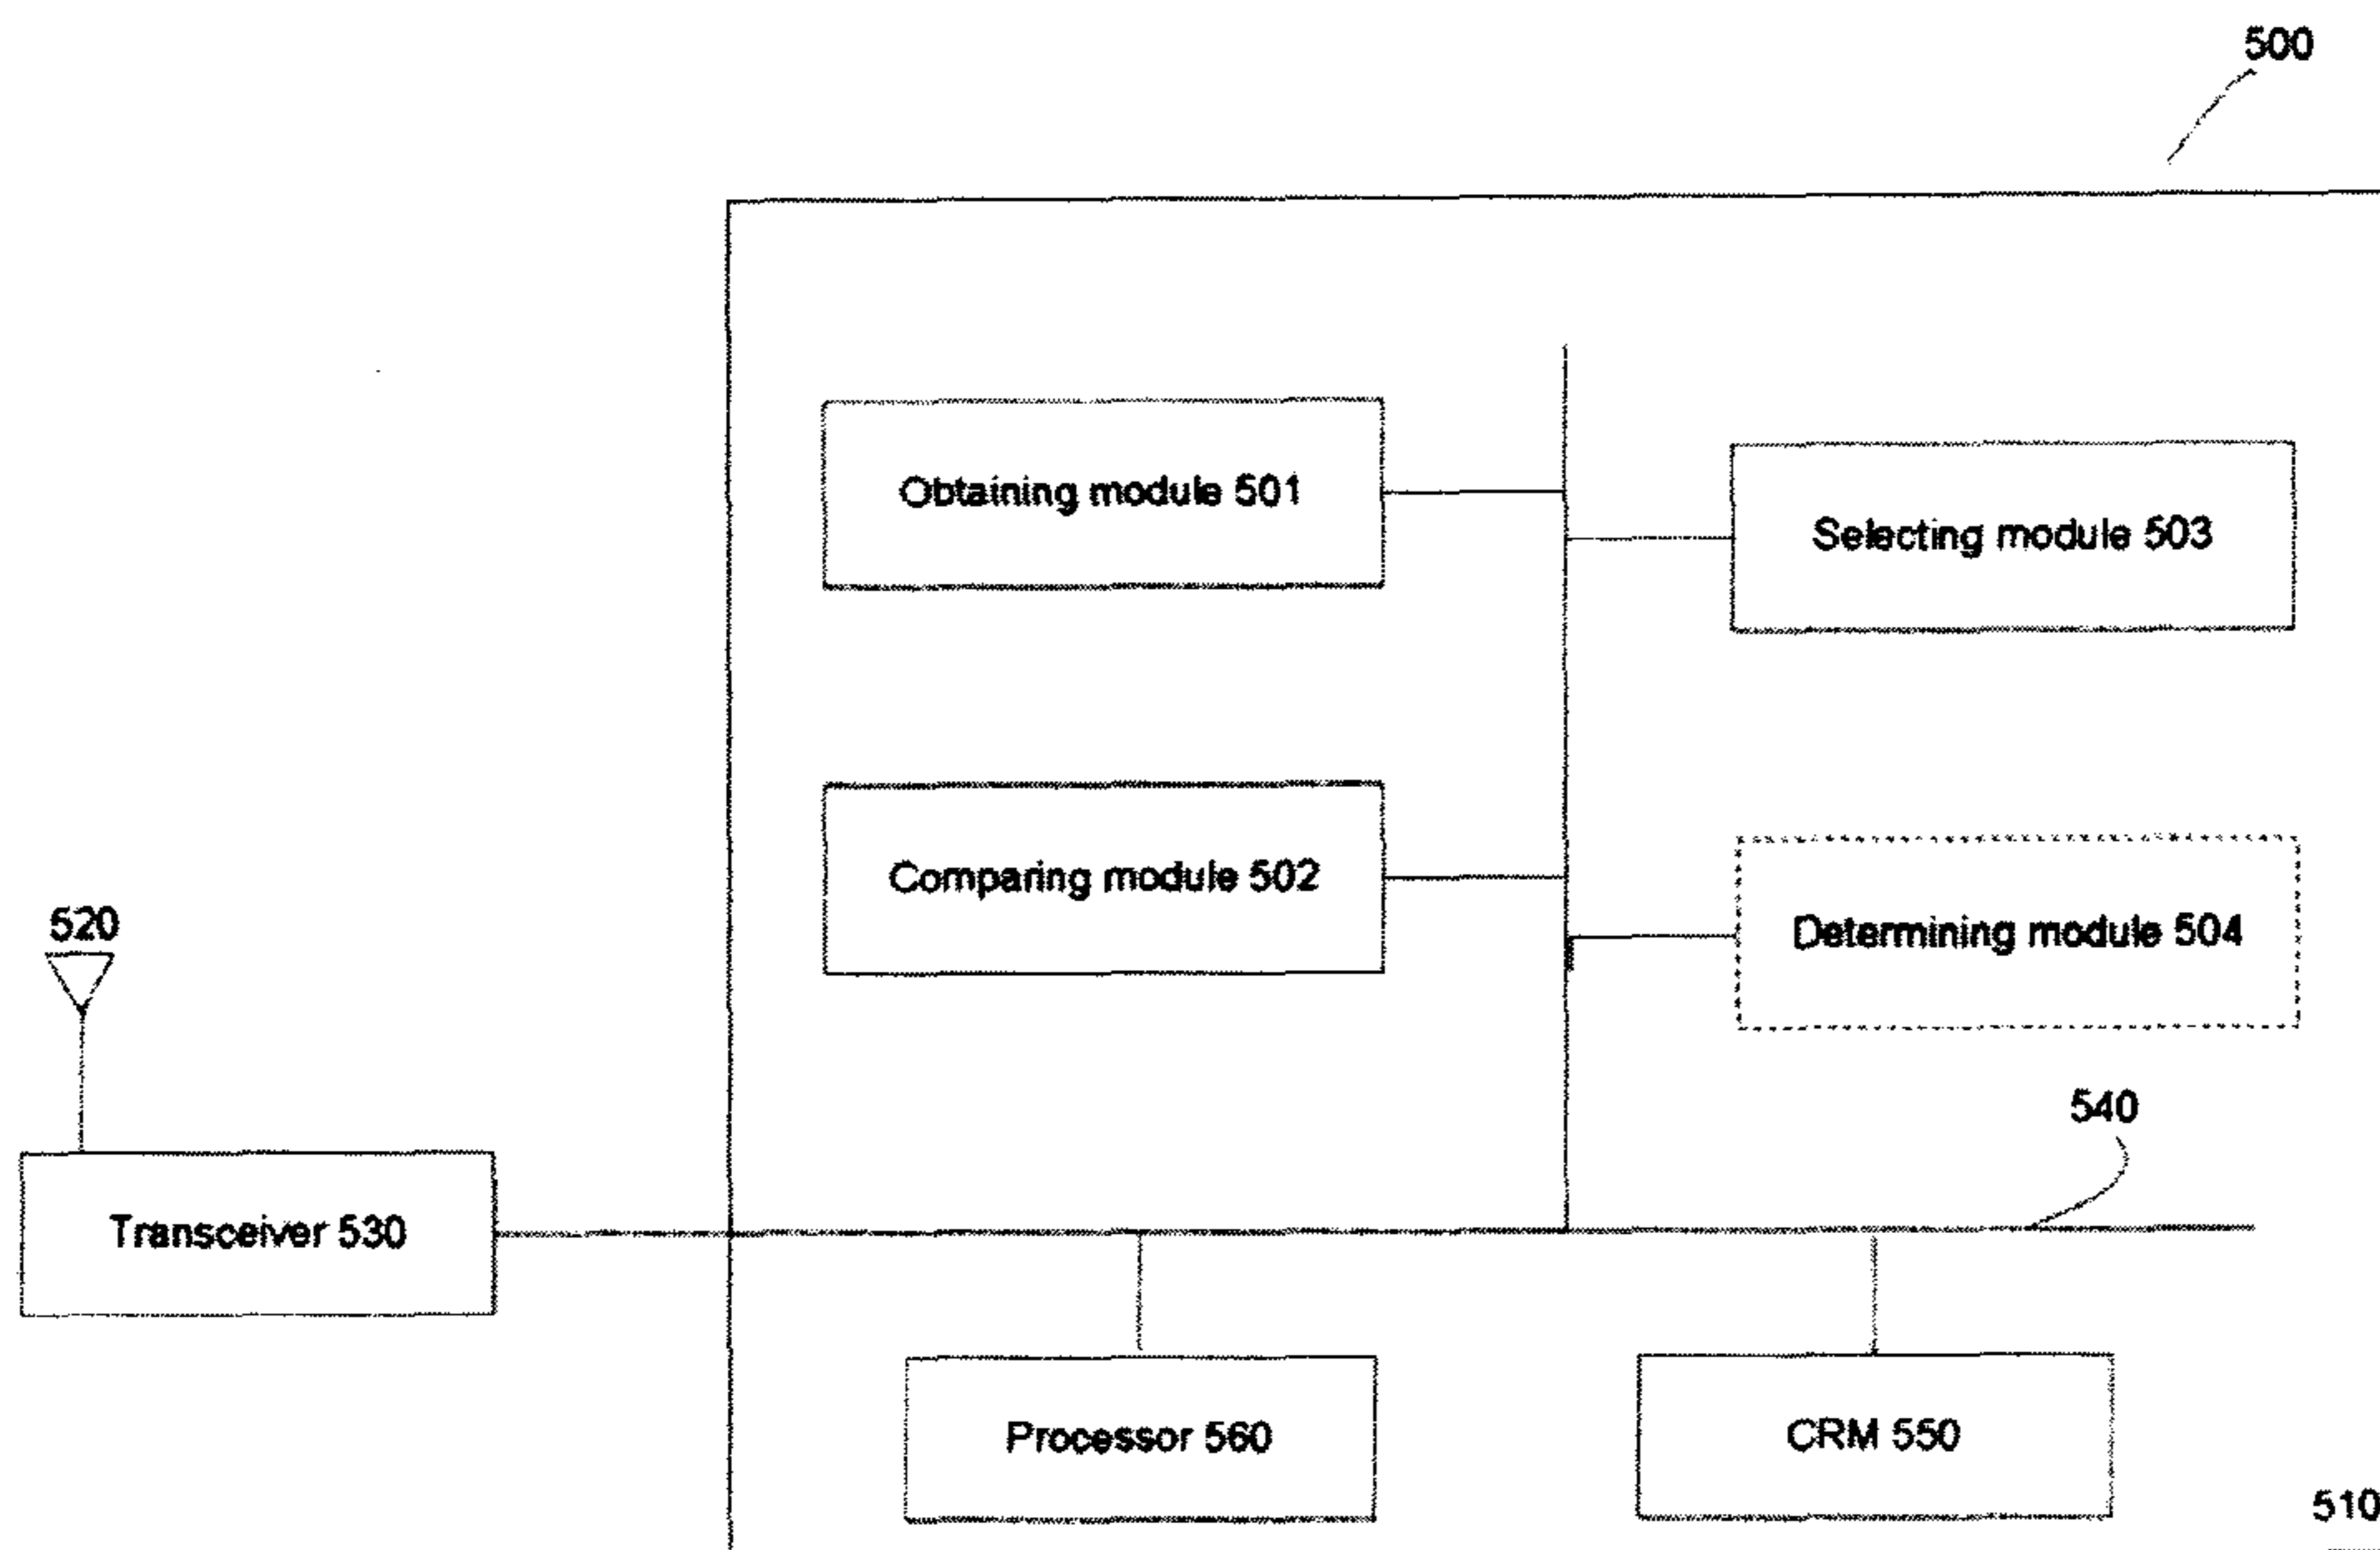 500
Obtaining module 501
Selecting module 503
Comparing module 502
520
Determining module 504
540
Transceiver 530
Processor 560
CRM 550
510